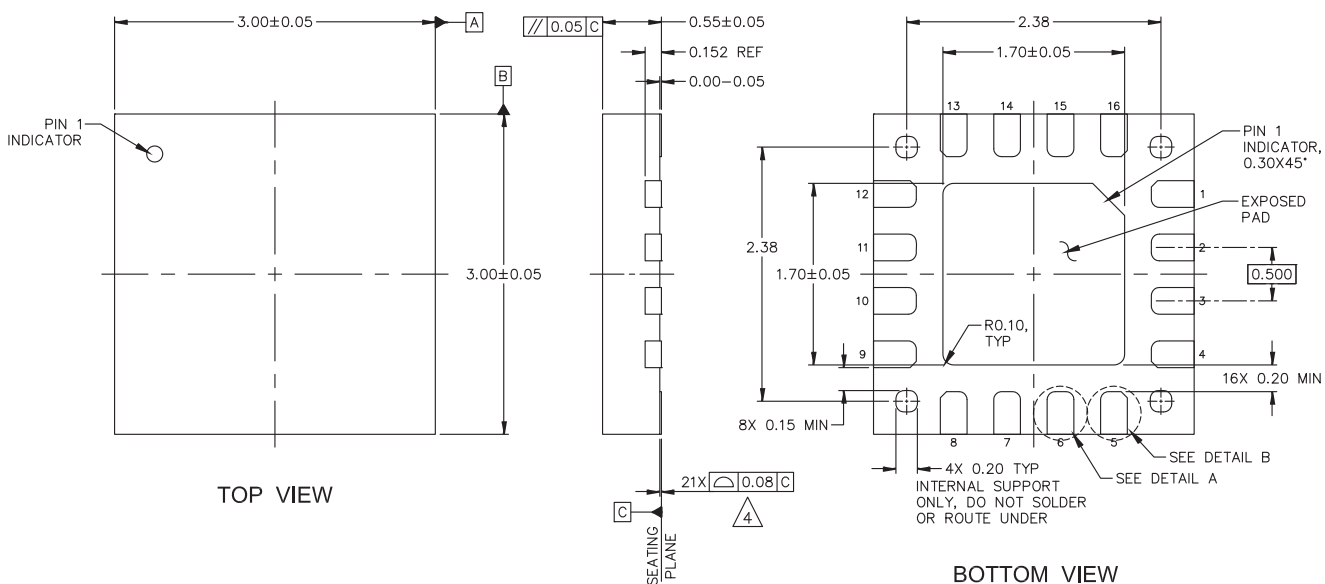 3.00±0.05
A
B
PIN 1
INDICATOR
3.00±0.05
TOP VIEW
// 0.05 C
0.55±0.05
0.152 REF
0.00-0.05
21X ⌓ 0.08 C
4
C
SEATING
PLANE
2.38
1.70±0.05
13 14 15 16
PIN 1
INDICATOR,
0.30X45°
12
1
EXPOSED
PAD
11
2
2.38
1.70±0.05
0.500
10
3
R0.10,
TYP
9
4
16X 0.20 MIN
8X 0.15 MIN
8 7 6 5
SEE DETAIL B
4X 0.20 TYP
INTERNAL SUPPORT
ONLY, DO NOT SOLDER
OR ROUTE UNDER
SEE DETAIL A
BOTTOM VIEW